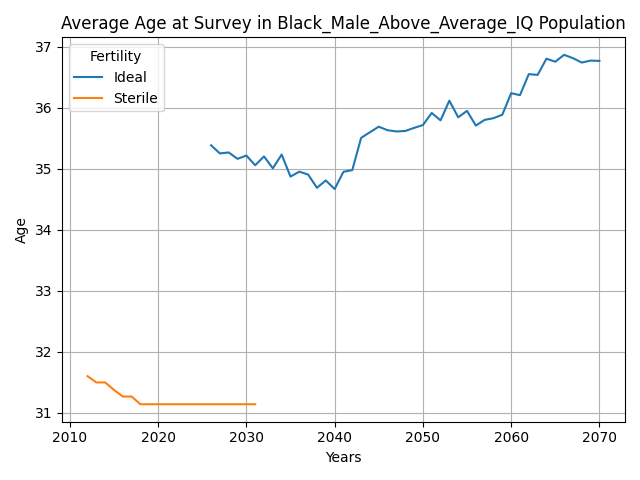 Average Age at Survey in Black_Male_Above_Average_IQ Population
Fertility
Ideal
Sterile
37
36
35
34
33
32
31
Age
2010 2020 2030 2040 2050 2060 2070
Years